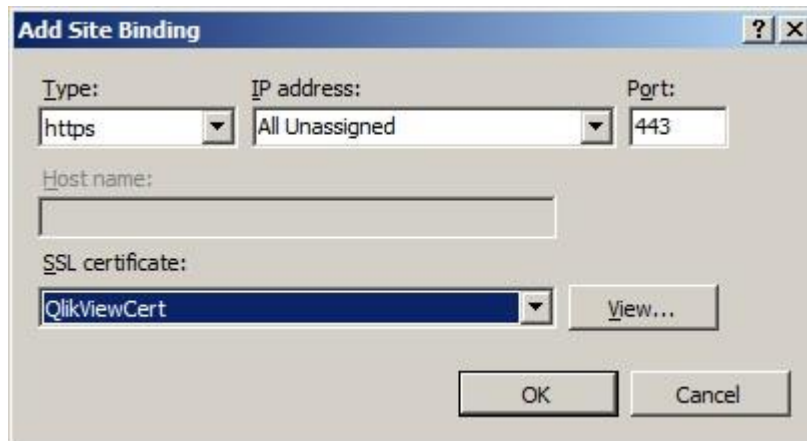 Add Site Binding
Type: IP address: Port:
https All Unassigned 443
Host name:
SSL certificate:
QlikViewCert View...
OK Cancel